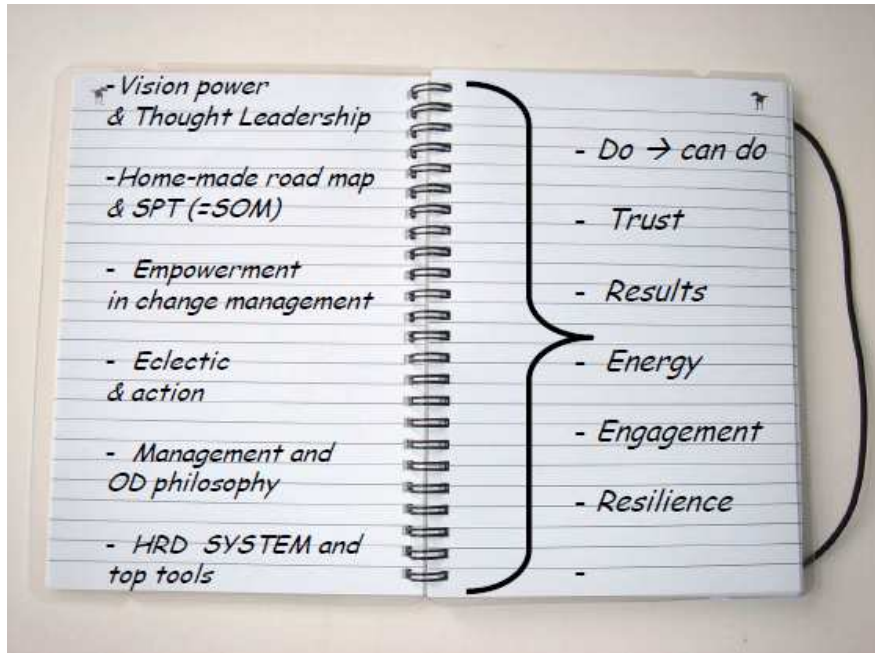 - Vision power
& Thought Leadership
- Home-made road map
& SPT (=SOM)
- Empowerment
in change management
- Eclectic
& action
- Management and
OD philosophy
- HRD SYSTEM and
top tools
- Do → can do
- Trust
- Results
- Energy
- Engagement
- Resilience
-